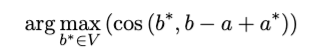 arg max (cos (b*, b − a + a*))
b*∈V